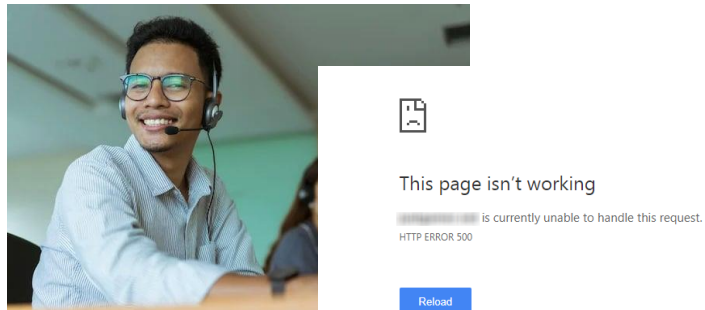 This page isn't working
is currently unable to handle this request.
HTTP ERROR 500
Reload